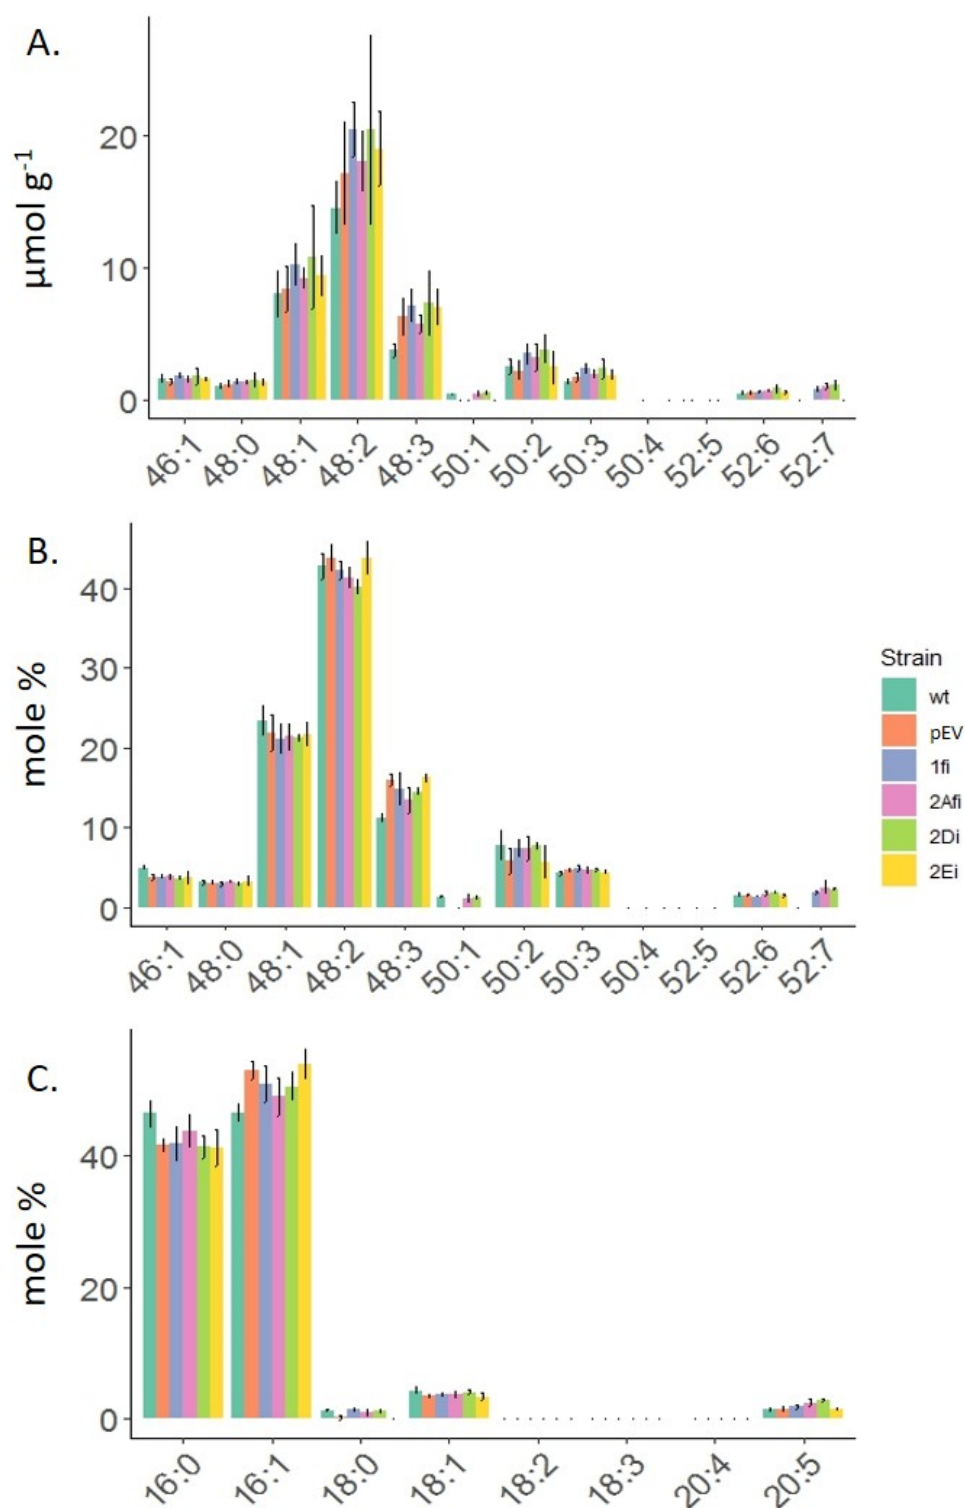 A.
µmol g-1
20
10
0
46:1 48:0 48:1 48:2 48:3 50:1 50:2 50:3 50:4 52:5 52:6 52:7
B.
mole %
40
30
20
10
0
46:1 48:0 48:1 48:2 48:3 50:1 50:2 50:3 50:4 52:5 52:6 52:7
Strain
wt
pEV
1fi
2Afi
2Di
2Ei
C.
mole %
40
20
0
16:0 16:1 18:0 18:1 18:2 18:3 20:4 20:5